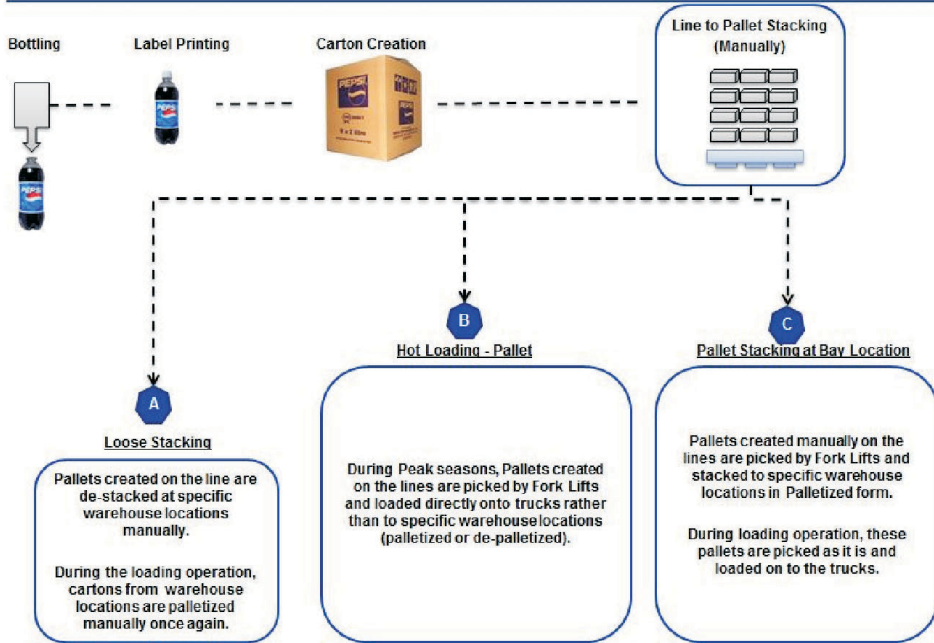 Bottling
Label Printing
Carton Creation
Line to Pallet Stacking
(Manually)
PEPSI
PEPSI
PEPSI
A
Loose Stacking
Pallets created on the line are
de-stacked at specific
warehouse locations
manually.
During the loading operation,
cartons from warehouse
locations are palletized
manually once again.
B
Hot Loading - Pallet
During Peak seasons, Pallets created
on the lines are picked by Fork Lifts
and loaded directly onto trucks rather
than to specific warehouse locations
(palletized or de-palletized).
C
Pallet Stacking at Bay Location
Pallets created manually on the
lines are picked by Fork Lifts and
stacked to specific warehouse
locations in Palletized form.
During loading operation, these
pallets are picked as it is and
loaded on to the trucks.